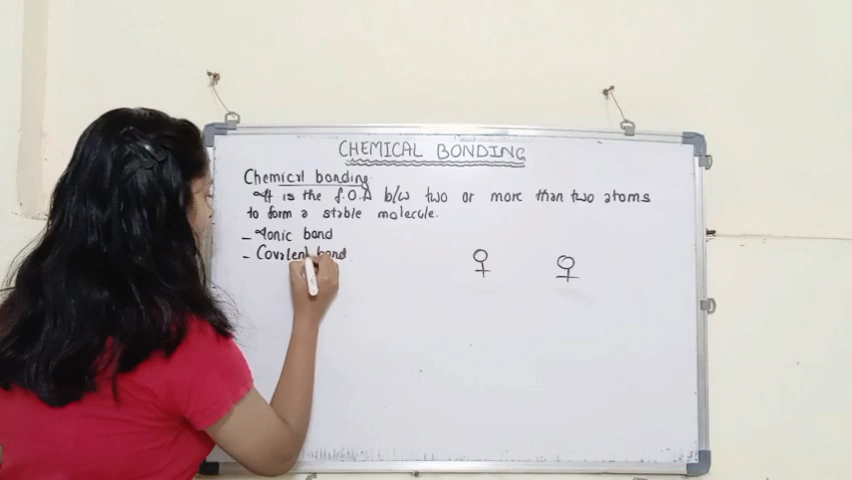 CHEMICAL BONDING
Chemical bonding.
It is the f.O.A b/w two or more than two atoms
to form a stable molecule.
- Ionic bond
- Covalent bond